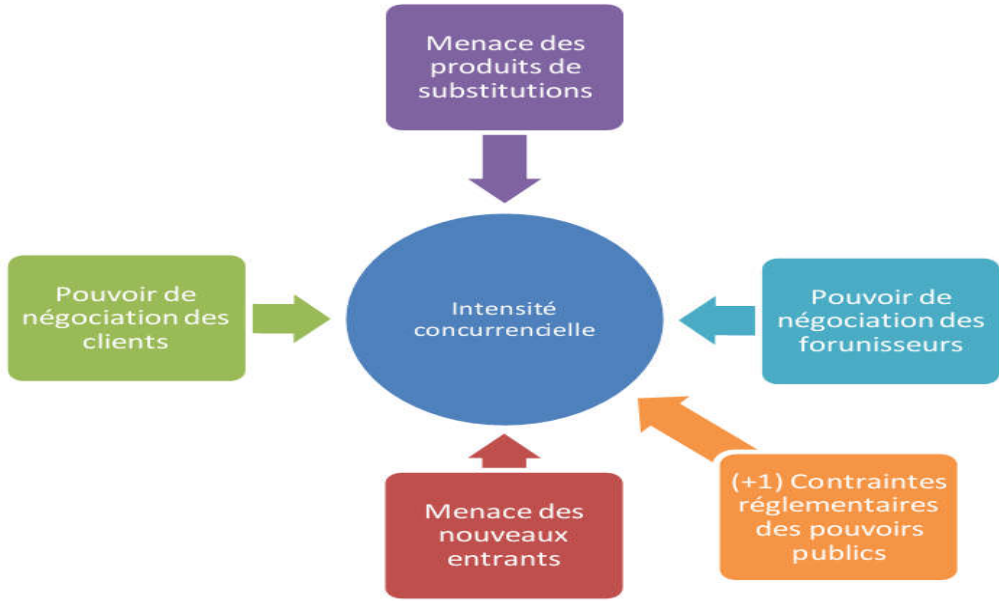 Menace des
produits de
substitutions
Pouvoir de
négociation des
clients
Intensité
concurrencielle
Pouvoir de
négociation des
forunisseurs
Menace des
nouveaux
entrants
(+1) Contraintes
réglementaires
des pouvoirs
publics